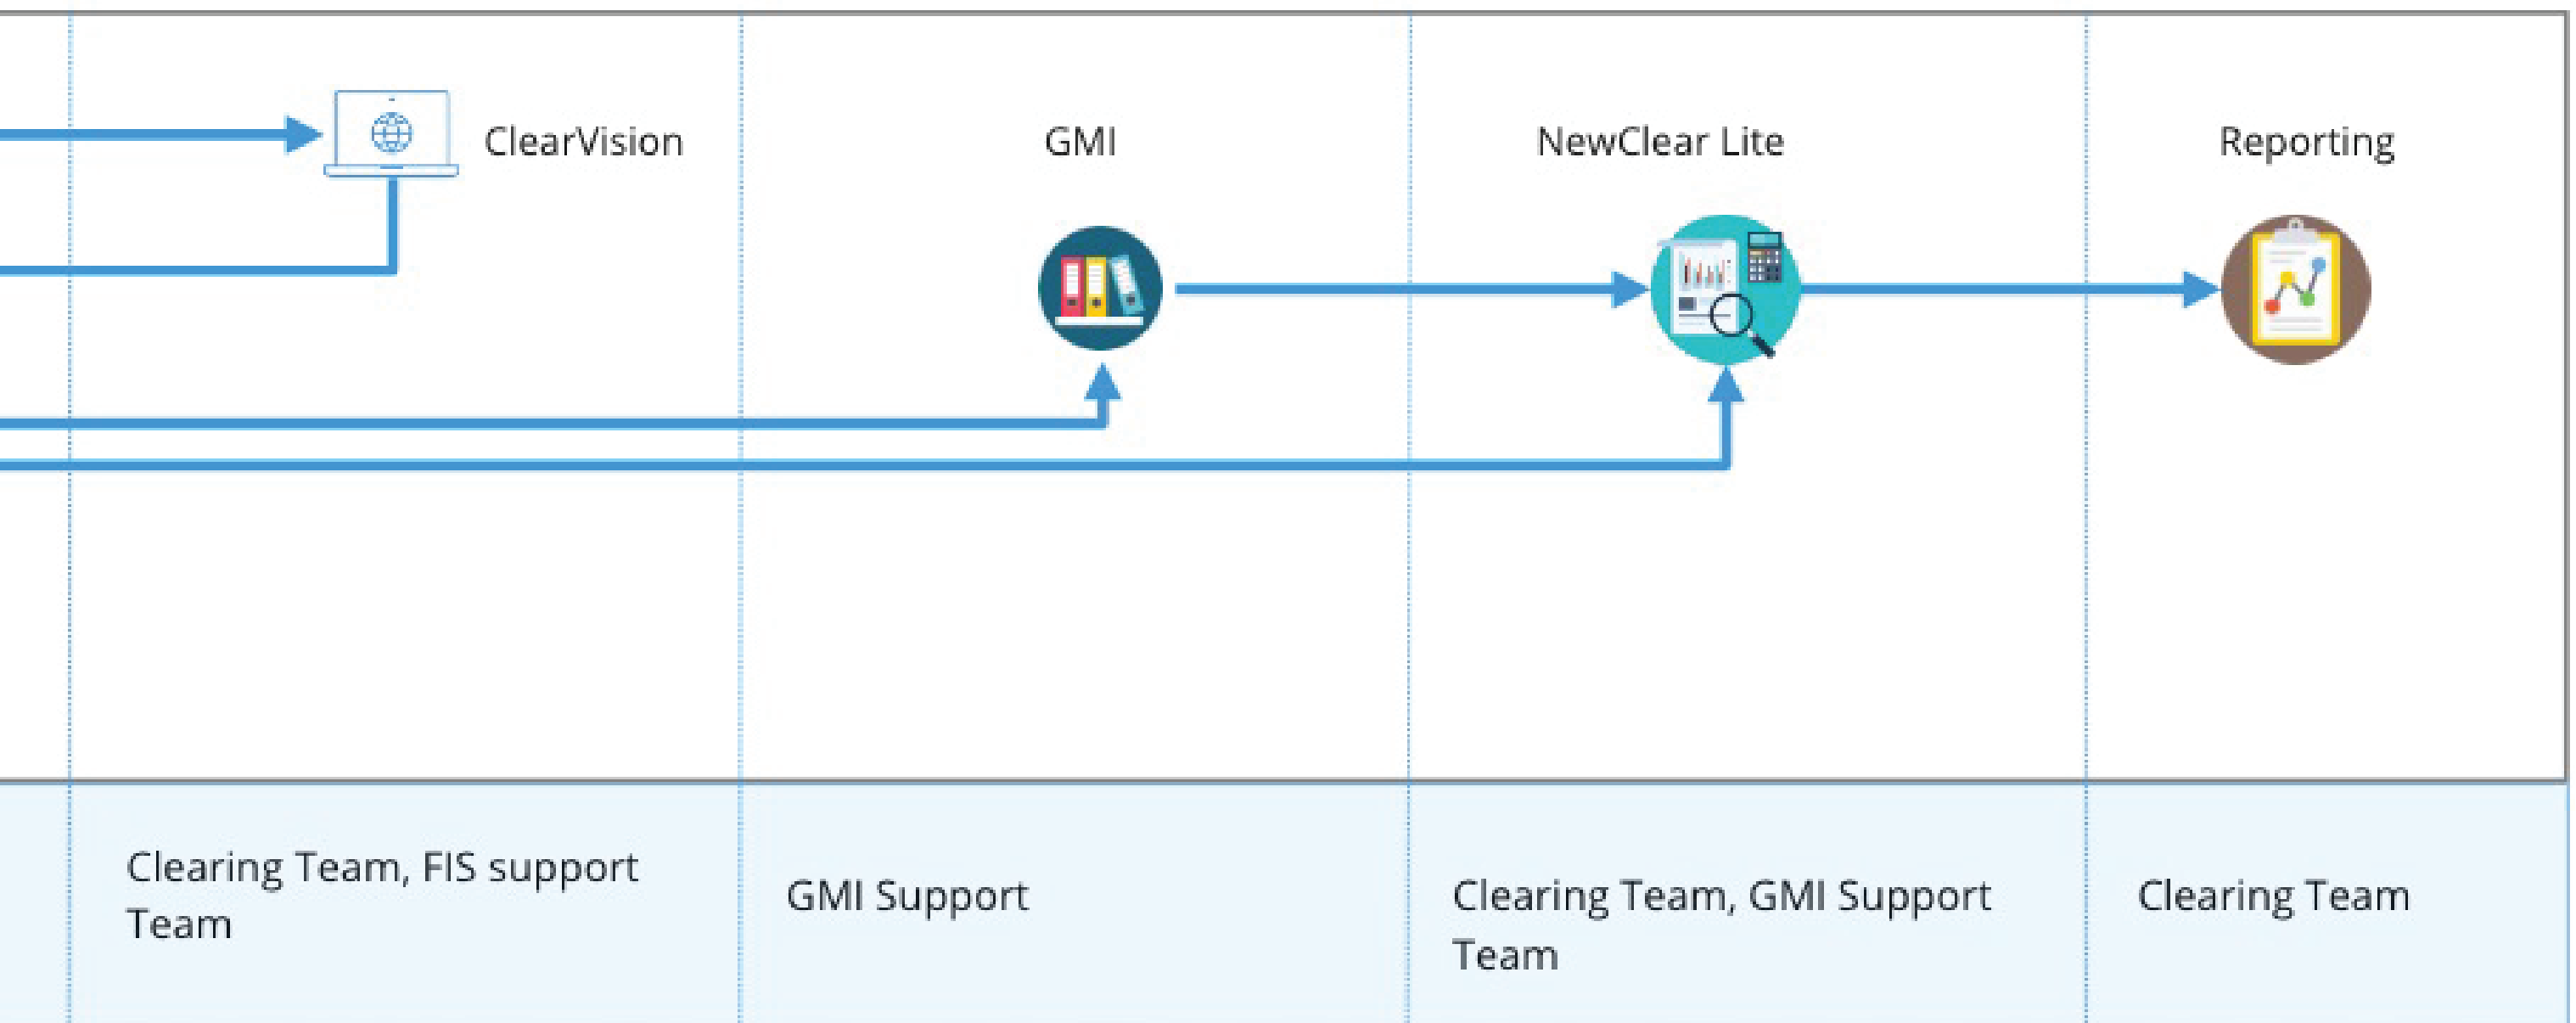 ClearVision
GMI
NewClear Lite
Reporting
Clearing Team, FIS support
Team
GMI Support
Clearing Team, GMI Support
Team
Clearing Team